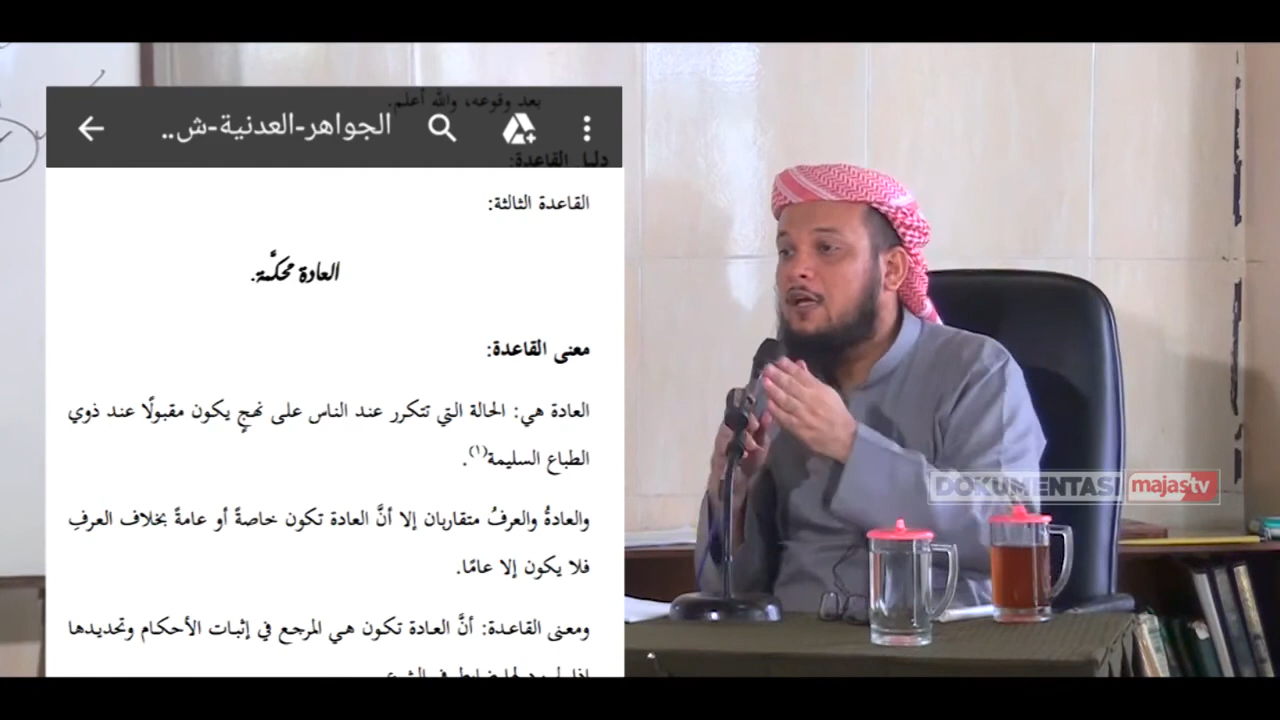 بعد وقوعه، والله أعلم.
الجواهر-العدنية-ش..
دليل القاعدة:
القاعدة الثالثة:
العادة محكَّمة.
معنى القاعدة:
العادة هي: الحالة التي تتكرر عند الناس على نهجٍ يكون مقبولًا عند ذوي
الطباع السليمة(١).
والعادةُ والعرفُ متقاربان إلا أنَّ العادة تكون خاصةً أو عامةً بخلاف العرفِ
فلا يكون إلا عامًا.
ومعنى القاعدة: أنَّ العادة تكون هي المرجع في إثبات الأحكام وتحديدها
DOKUMENTASI majastv